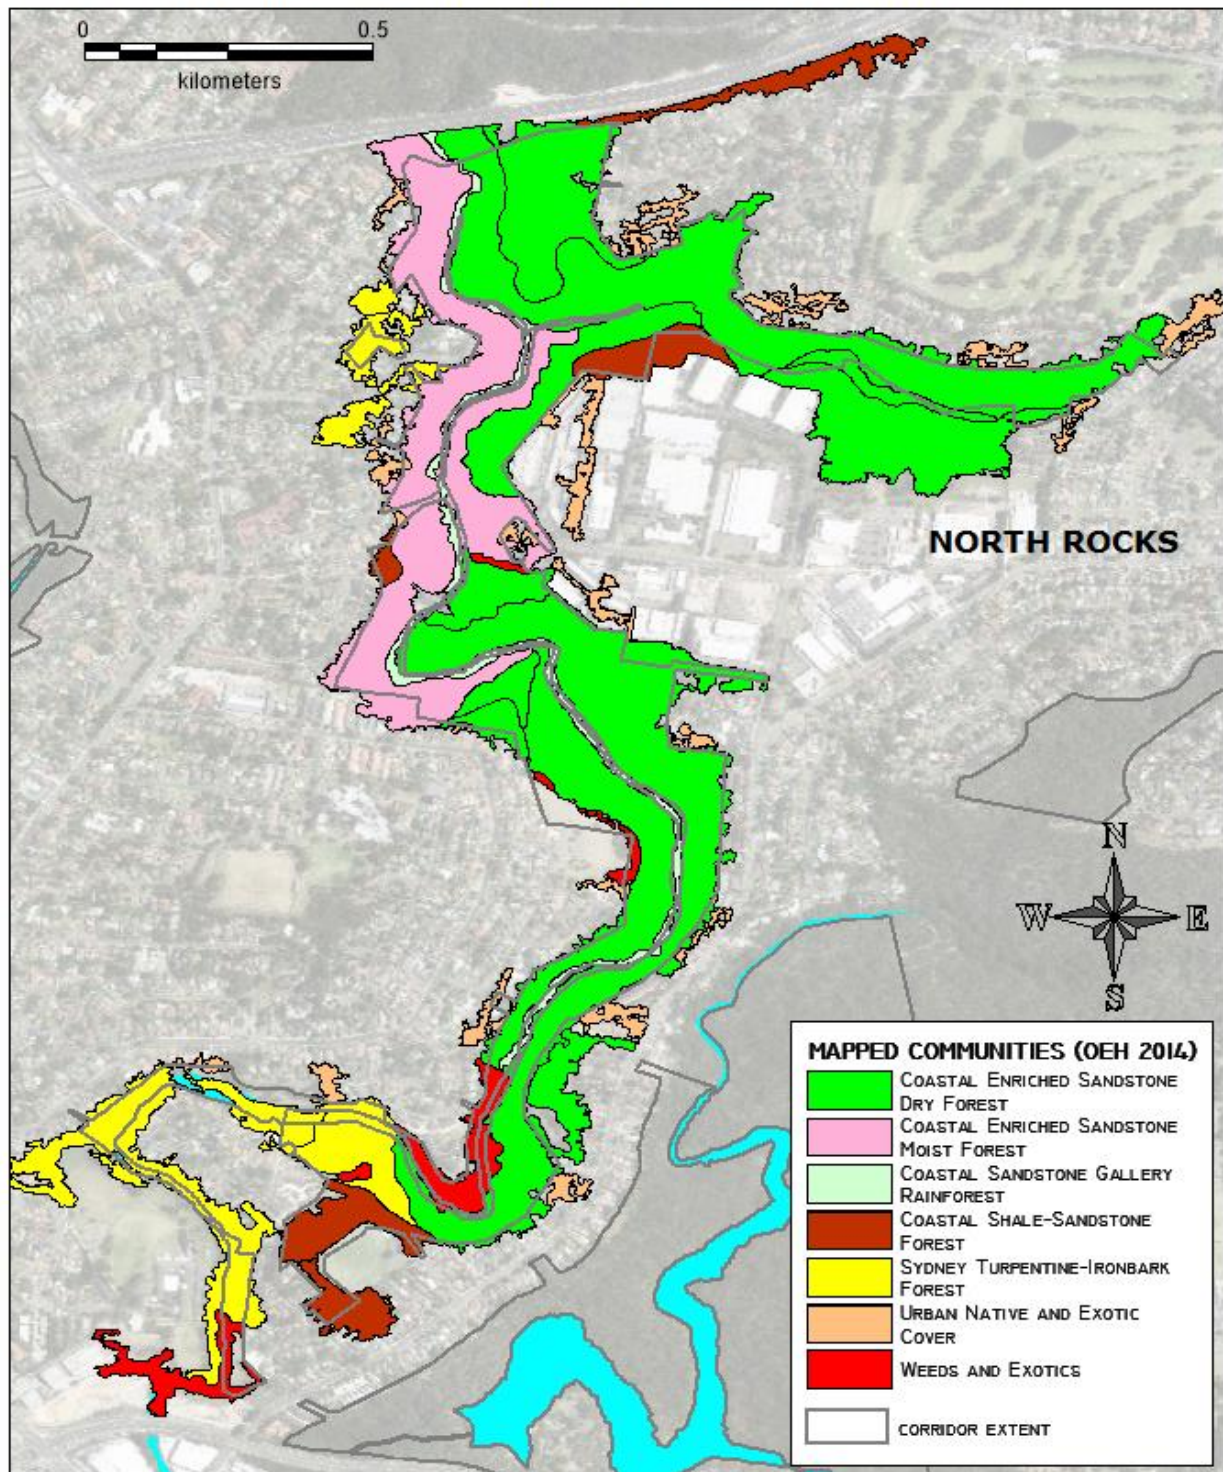 0 0.5
kilometers
NORTH ROCKS
N
W E
S
MAPPED COMMUNITIES (OEH 2014)
COASTAL ENRICHED SANDSTONE
DRY FOREST
COASTAL ENRICHED SANDSTONE
MOIST FOREST
COASTAL SANDSTONE GALLERY
RAINFOREST
COASTAL SHALE-SANDSTONE
FOREST
SYDNEY TURPENTINE-IRONBARK
FOREST
URBAN NATIVE AND EXOTIC
COVER
WEEDS AND EXOTICS
CORRIDOR EXTENT